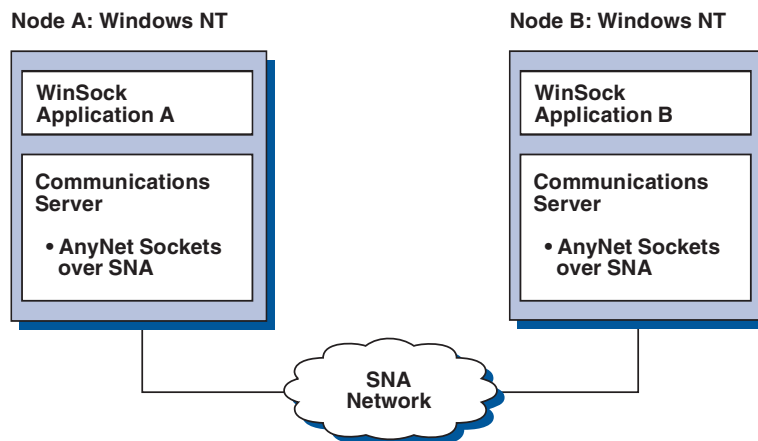 Node A: Windows NT
WinSock
Application A
Communications
Server
• AnyNet Sockets
over SNA
Node B: Windows NT
WinSock
Application B
Communications
Server
• AnyNet Sockets
over SNA
SNA
Network